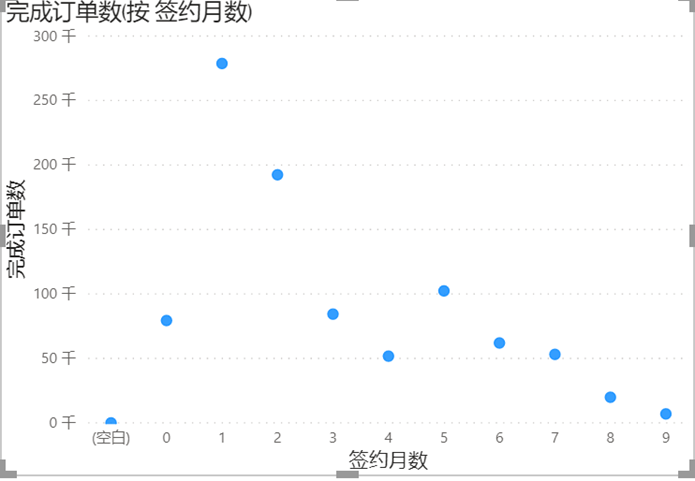 完成订单数(按 签约月数)
300 千
250 千
200 千
150 千
100 千
50 千
0 千
完成订单数
(空白) 0 1 2 3 4 5 6 7 8 9
签约月数